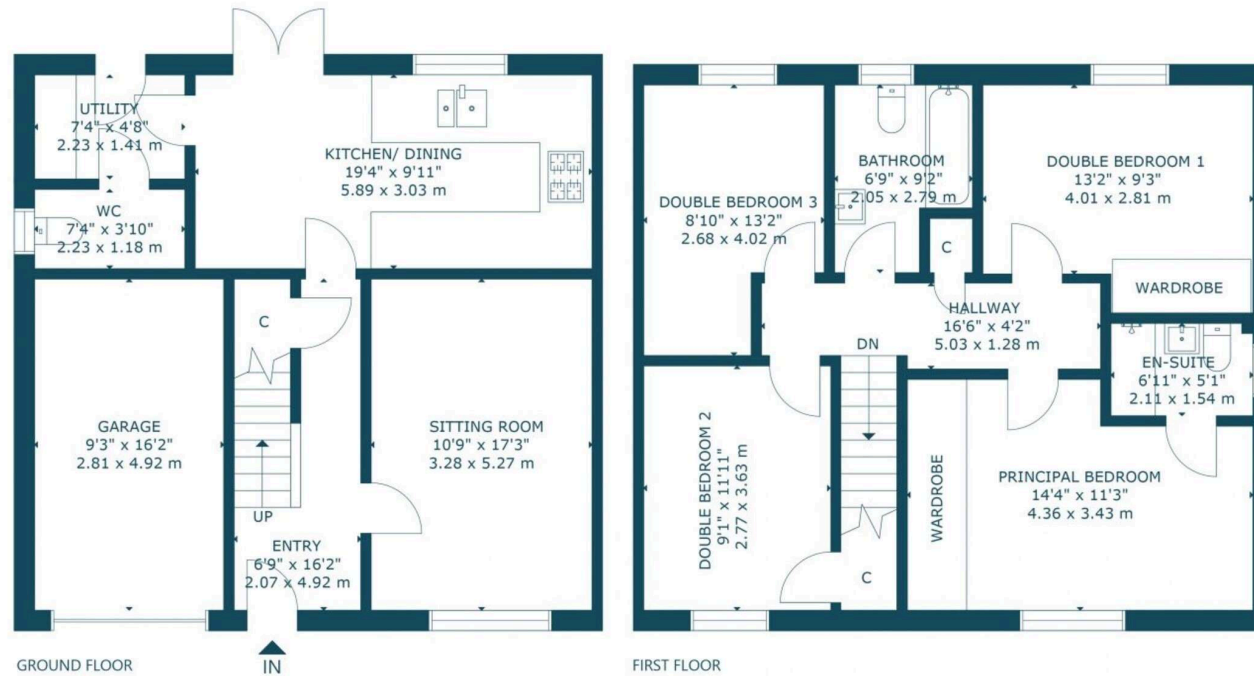 UTILITY
7'4" x 4'8"
2.23 x 1.41 m
KITCHEN/ DINING
19'4" x 9'11"
5.89 x 3.03 m
WC
7'4" x 3'10"
2.23 x 1.18 m
C
GARAGE
9'3" x 16'2"
2.81 x 4.92 m
SITTING ROOM
10'9" x 17'3"
3.28 x 5.27 m
UP
ENTRY
6'9" x 16'2"
2.07 x 4.92 m
IN
GROUND FLOOR
BATHROOM
6'9" x 9'2"
2.05 x 2.79 m
DOUBLE BEDROOM 1
13'2" x 9'3"
4.01 x 2.81 m
DOUBLE BEDROOM 3
8'10" x 13'2"
2.68 x 4.02 m
C
WARDROBE
HALLWAY
16'6" x 4'2"
5.03 x 1.28 m
DN
EN-SUITE
6'11" x 5'1"
2.11 x 1.54 m
DOUBLE BEDROOM 2
9'1" x 11'11"
2.77 x 3.63 m
WARDROBE
PRINCIPAL BEDROOM
14'4" x 11'3"
4.36 x 3.43 m
C
FIRST FLOOR